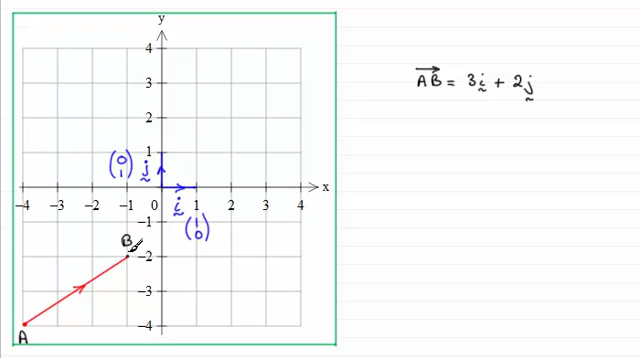 y
4
3
2
1
(0 1) j
−4 −3 −2 −1 0 1 2 3 4 x
i
(1 0)
−1
B
−2
−3
−4
A
AB = 3i + 2j